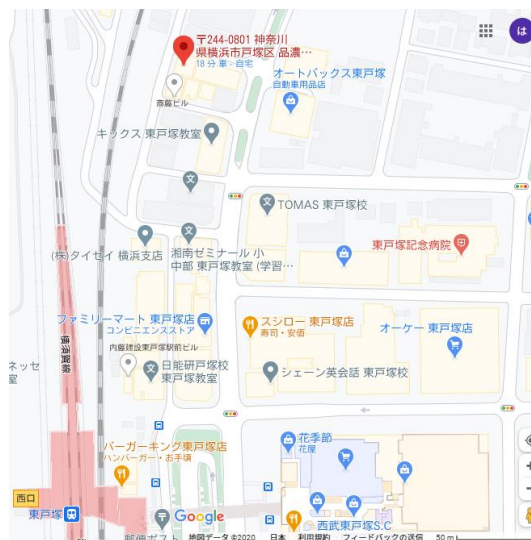 〒244-0801 神奈川
県横浜市戸塚区 品濃…
18 分 車 - 自宅
は
斎藤ビル
オートバックス東戸塚
自動車用品店
キックス 東戸塚教室
TOMAS 東戸塚校
(株)タイセイ 横浜支店
湘南ゼミナール 小
中部 東戸塚教室 (学習…
東戸塚記念病院
ファミリーマート 東戸塚店
コンビニエンスストア
スシロー 東戸塚店
寿司・安価
オーケー 東戸塚店
横須賀線
内藤建設東戸塚駅前ビル
ネッセ
室
日能研戸塚校
東戸塚教室
シェーン英会話 東戸塚校
バーガーキング東戸塚店
ハンバーガー・お手頃
花季節
花屋
西口
東戸塚
Google
西武東戸塚S.C
郵便ポスト
地図データ ©2020
日本
利用規約
フィードバックの送信
50 m